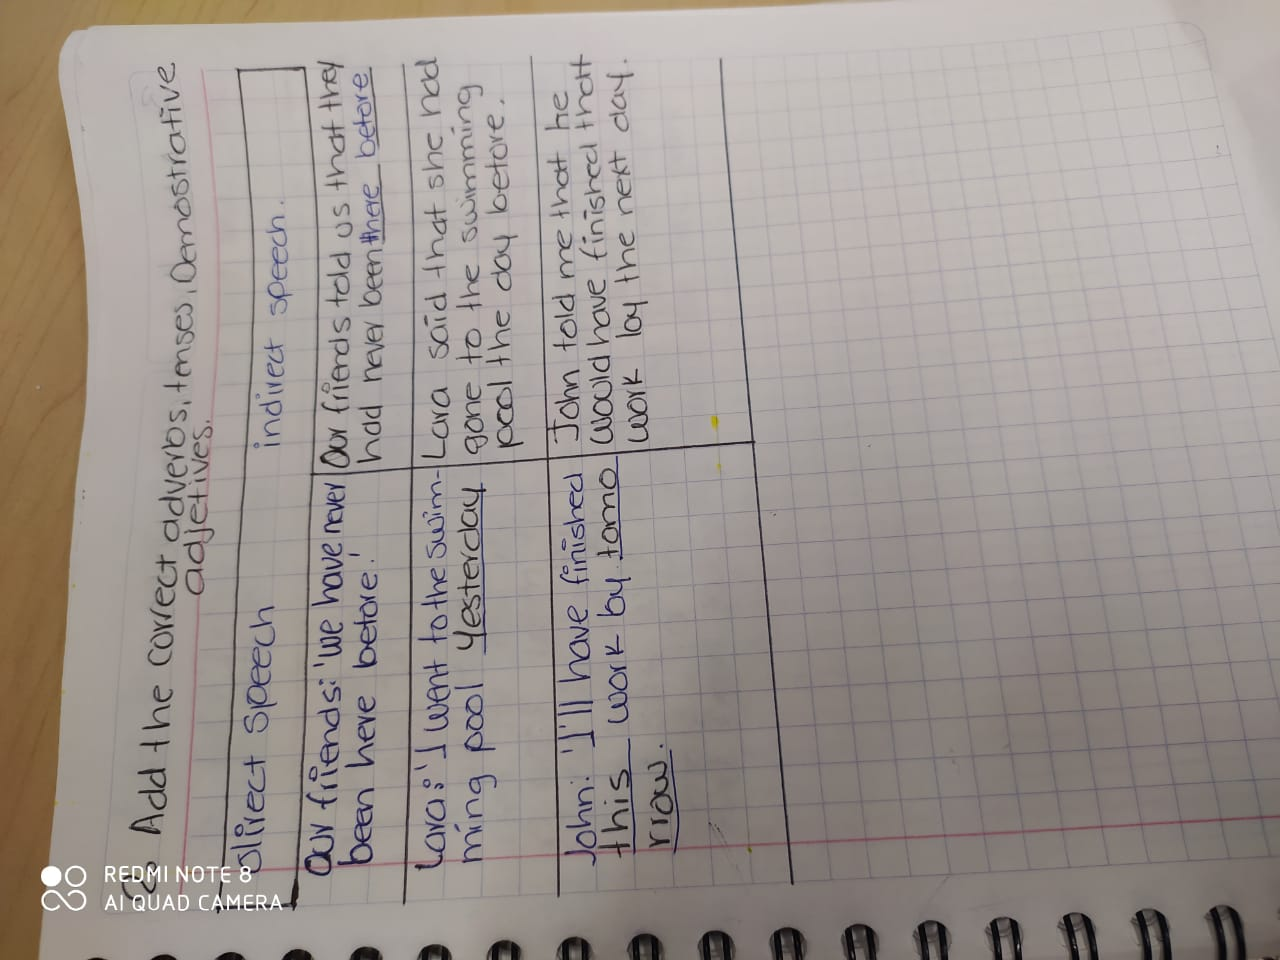 Add the correct adverbs, tenses, Demostrative
adjetives.
direct speech
indirect speech.
Our friends: 'we have never
been here before!
Our friends told us that they
had never been there before
Lara: 'I went to the swim-
ming pool yesterday
Lara said that she had
gone to the swimming
pool the day before.
John: 'I'll have finished
this work by tomo
rrow.
John told me that he
would have finished that
work by the next day.
REDMI NOTE 8
AI QUAD CAMERA